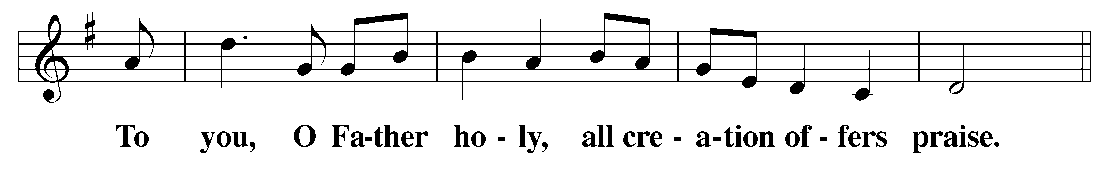 To you, O Fa-ther ho - ly, all cre - a-tion of - fers praise.